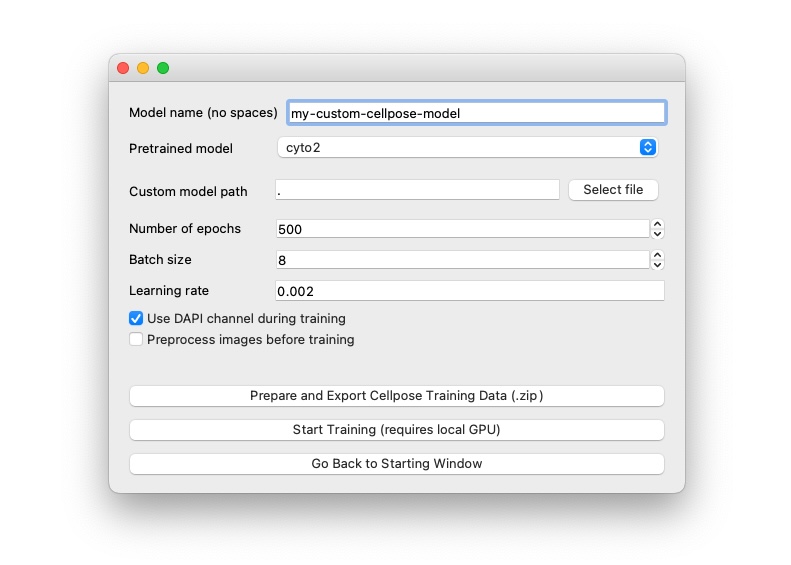 Model name (no spaces) my-custom-cellpose-model
Pretrained model cyto2
Custom model path . Select file
Number of epochs 500
Batch size 8
Learning rate 0.002
Use DAPI channel during training
Preprocess images before training
Prepare and Export Cellpose Training Data (.zip)
Start Training (requires local GPU)
Go Back to Starting Window